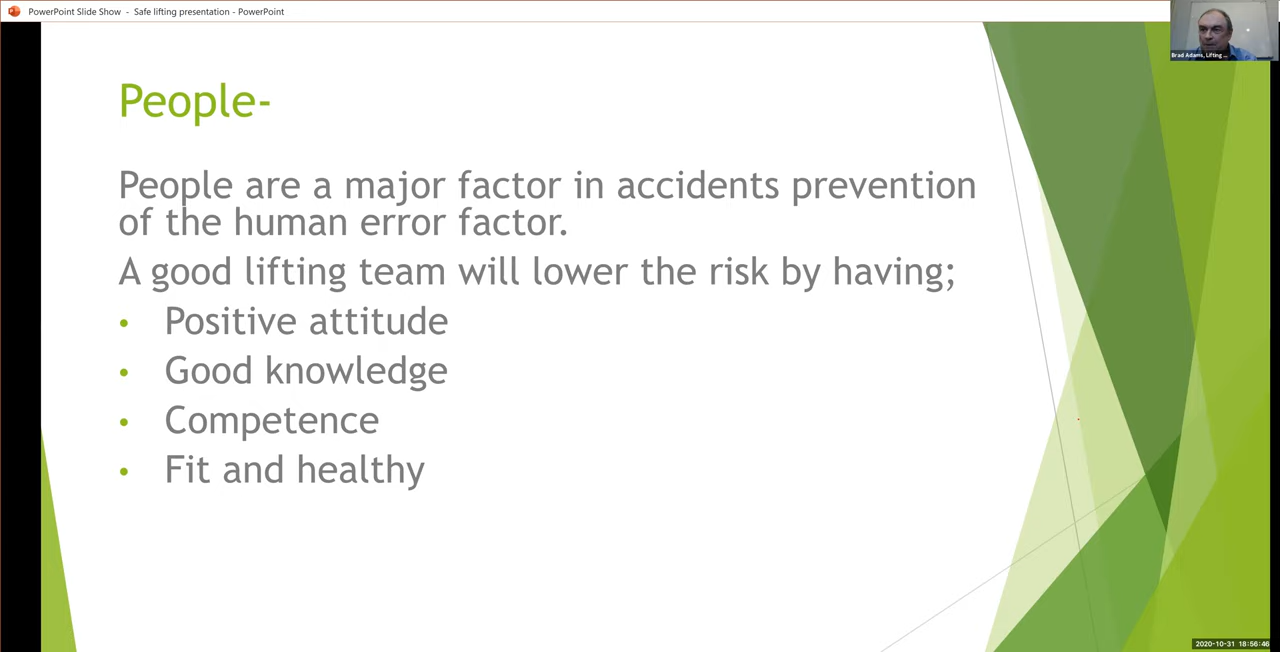 PowerPoint Slide Show - Safe lifting presentation - PowerPoint
Brad Adams, Lifting ...
People-
People are a major factor in accidents prevention
of the human error factor.
A good lifting team will lower the risk by having;
• Positive attitude
• Good knowledge
• Competence
• Fit and healthy
2020-10-31 18:56:46